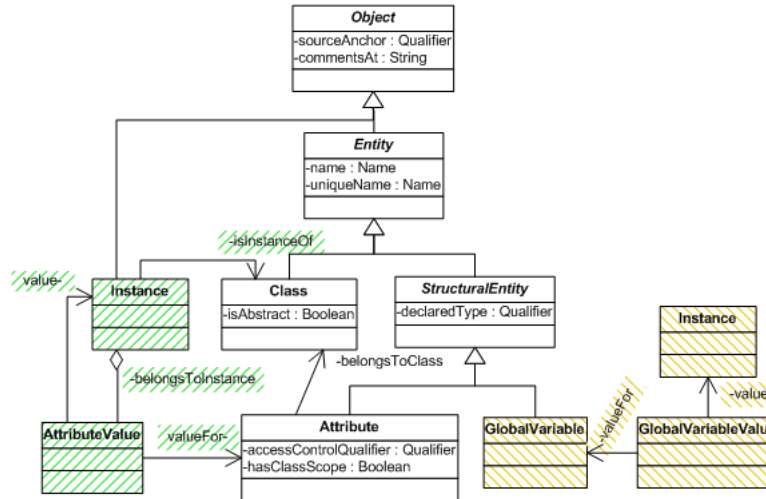 Object
-sourceAnchor : Qualifier
-commentsAt : String
Entity
-name : Name
-uniqueName : Name
-isInstanceOf
value-
Instance
Class
-isAbstract : Boolean
StructuralEntity
-declaredType : Qualifier
Instance
-belongsToClass
-belongsToInstance
-value
-valueFor
AttributeValue
valueFor-
Attribute
-accessControlQualifier : Qualifier
-hasClassScope : Boolean
GlobalVariable
GlobalVariableValue